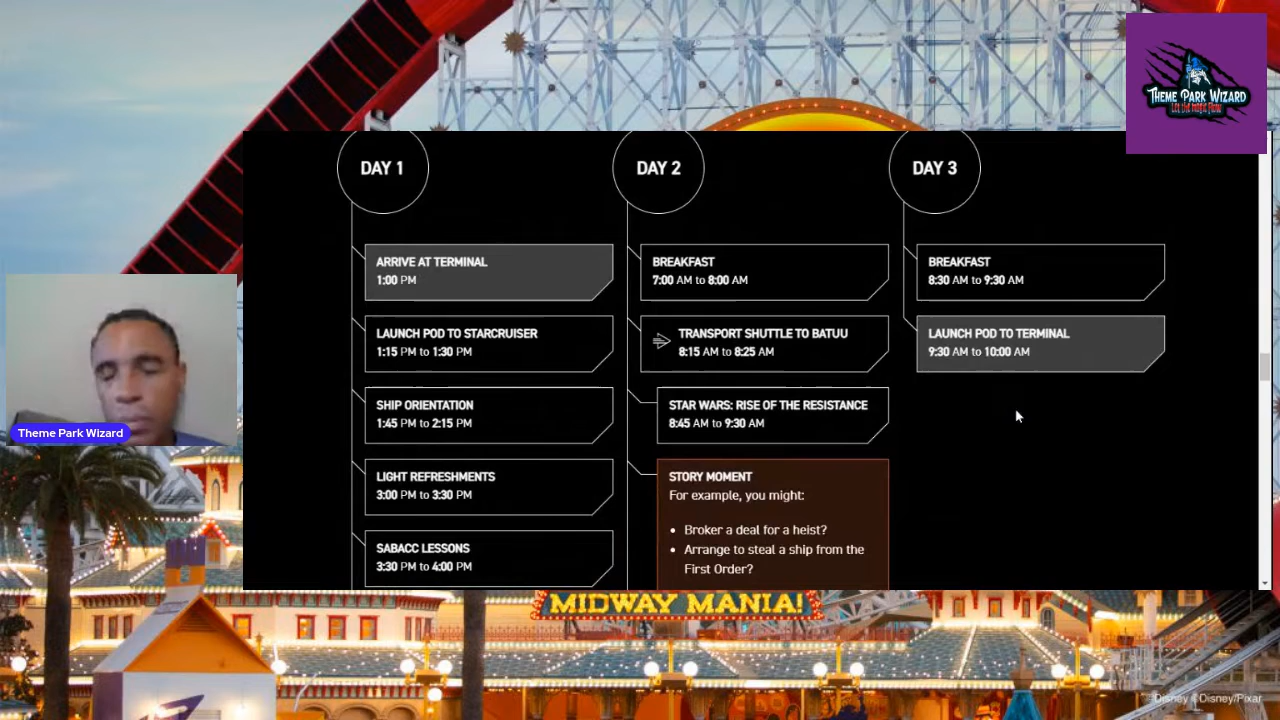 THEME PARK WIZARD
Let the Magic Flow
DAY 1
ARRIVE AT TERMINAL
1:00 PM
LAUNCH POD TO STARCRUISER
1:15 PM to 1:30 PM
SHIP ORIENTATION
1:45 PM to 2:15 PM
LIGHT REFRESHMENTS
3:00 PM to 3:30 PM
SABACC LESSONS
3:30 PM to 4:00 PM
DAY 2
BREAKFAST
7:00 AM to 8:00 AM
TRANSPORT SHUTTLE TO BATUU
8:15 AM to 8:25 AM
STAR WARS: RISE OF THE RESISTANCE
8:45 AM to 9:30 AM
STORY MOMENT
For example, you might:
• Broker a deal for a heist?
• Arrange to steal a ship from the
First Order?
DAY 3
BREAKFAST
8:30 AM to 9:30 AM
LAUNCH POD TO TERMINAL
9:30 AM to 10:00 AM
Theme Park Wizard
MIDWAY MANIA!
©Disney ©Disney/Pixar